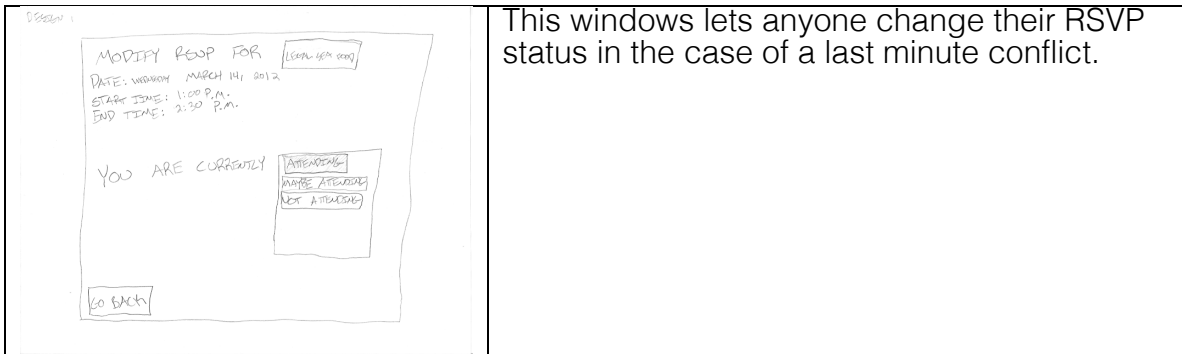 DESIGN 1
MODIFY RSVP FOR
DATE: WEDNESDAY MARCH 14, 2012
START TIME: 1:00 P.M.
END TIME: 2:30 P.M.
YOU ARE CURRENTLY
ATTENDING
MAYBE ATTENDING
NOT ATTENDING
GO BACK
This windows lets anyone change their RSVP
status in the case of a last minute conflict.